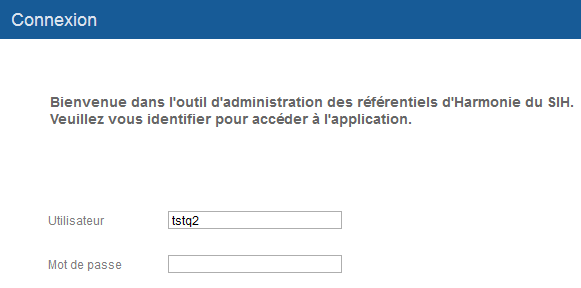 Connexion
Bienvenue dans l'outil d'administration des référentiels d'Harmonie du SIH.
Veuillez vous identifier pour accéder à l'application.
Utilisateur tstq2
Mot de passe